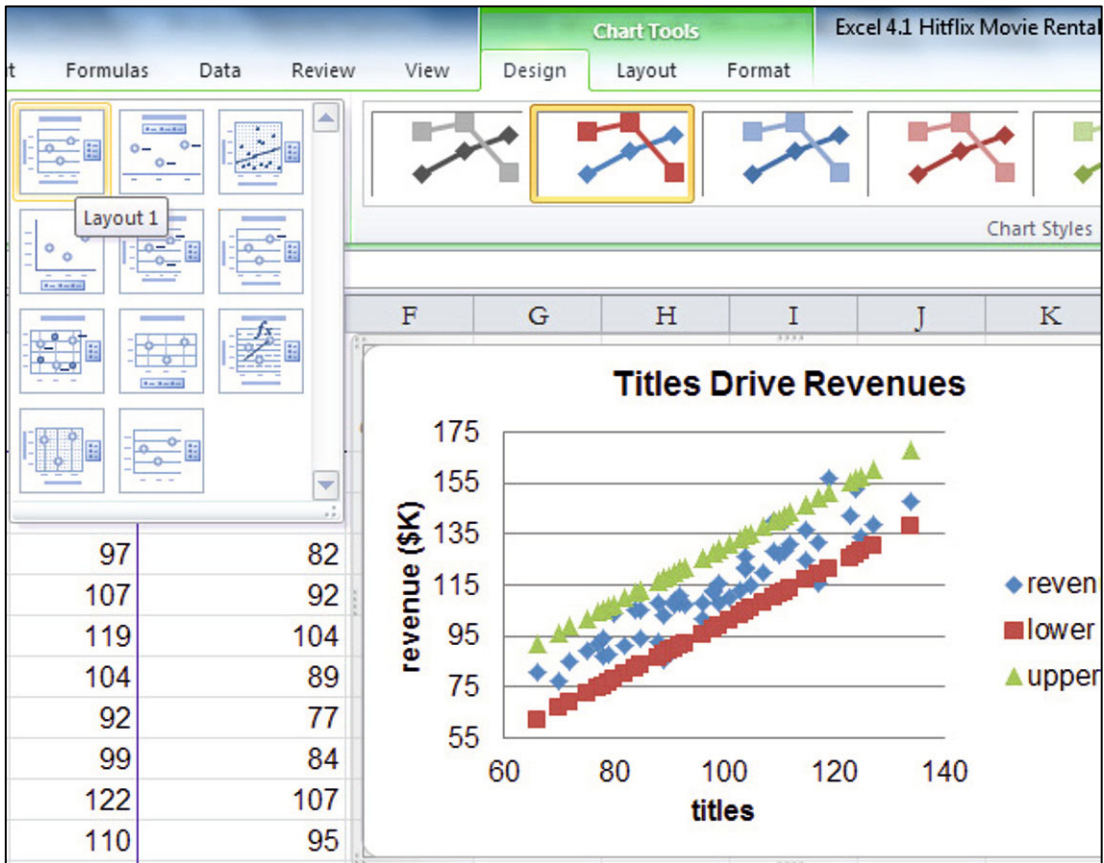 Chart Tools
Excel 4.1 Hitflix Movie Rental
Formulas Data Review View Design Layout Format
Layout 1
Chart Styles
F G H I J K
Titles Drive Revenues
175
155
135
115
95
75
55
revenue ($K)
60 80 100 120 140
titles
reven
lower
upper
97 82
107 92
119 104
104 89
92 77
99 84
122 107
110 95